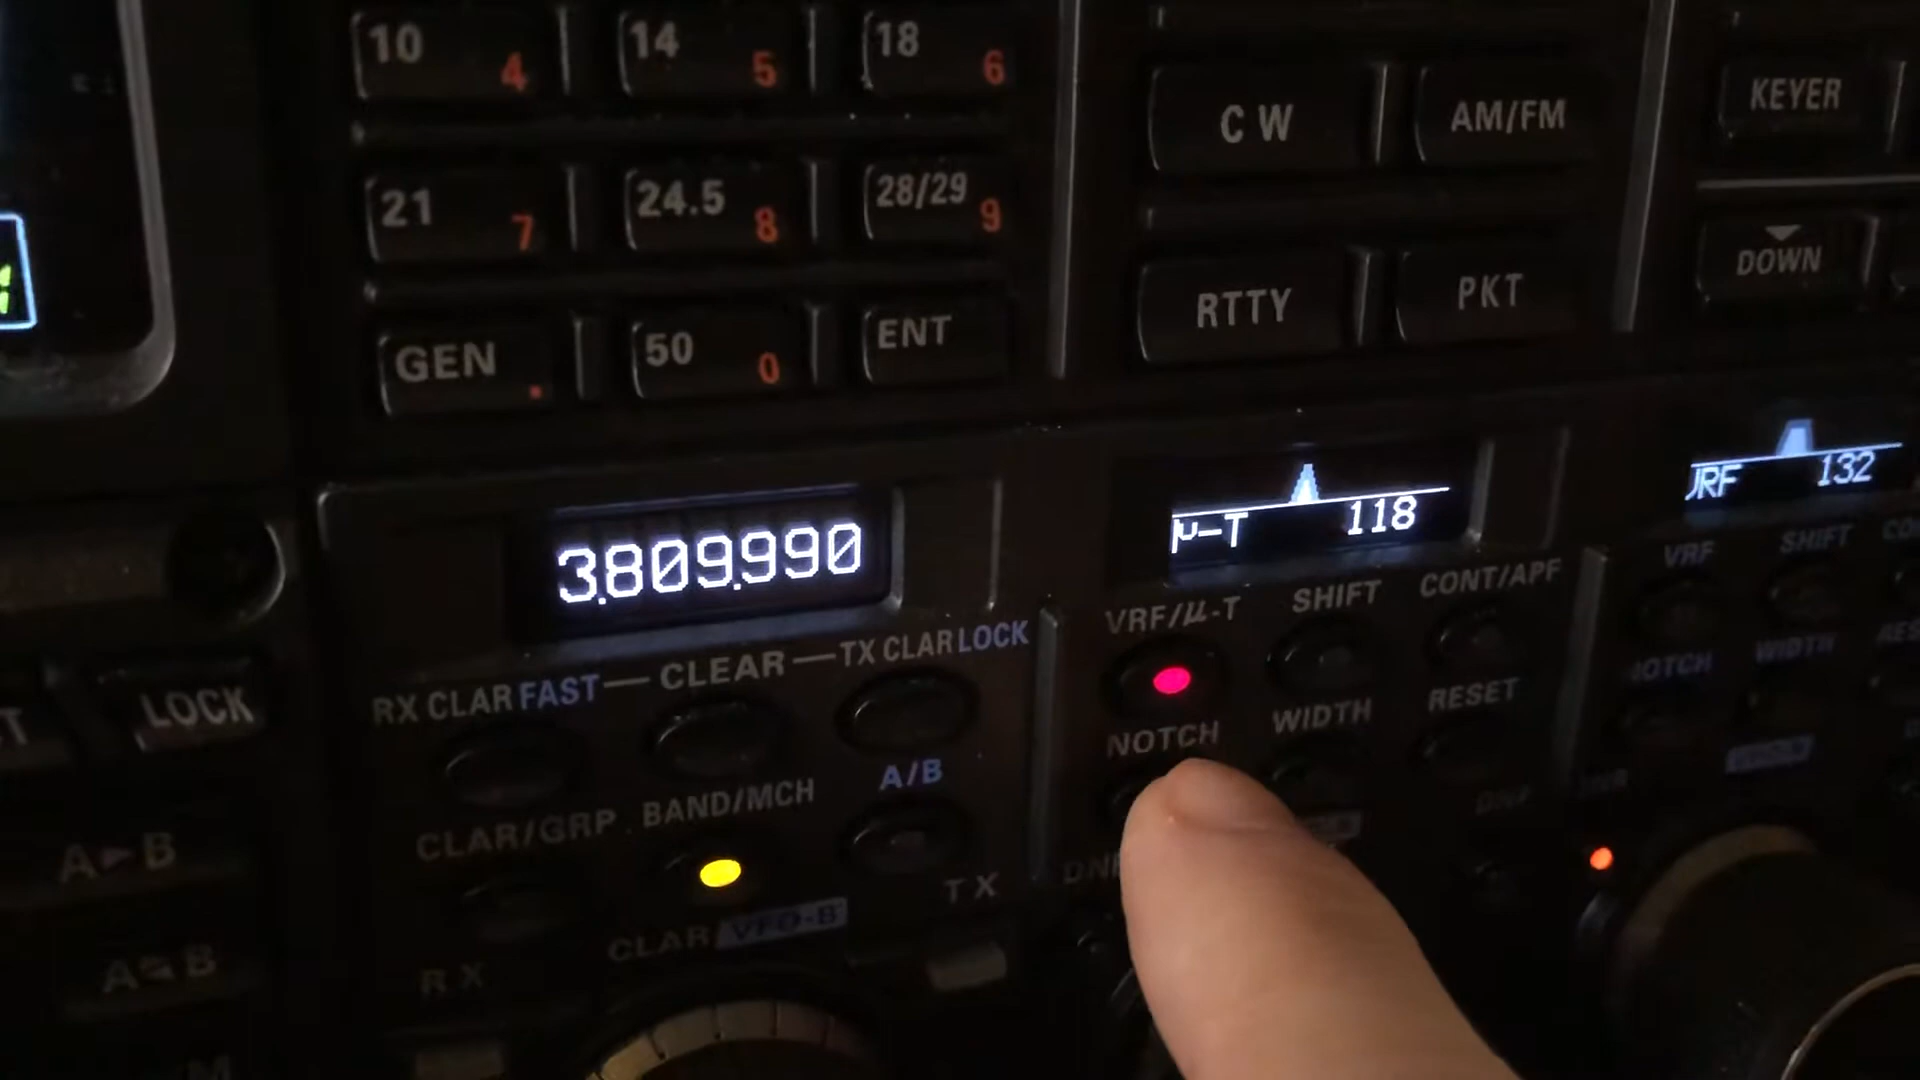 10 4
14 5
18 6
CW
AM/FM
KEYER
21 7
24.5 8
28/29 9
DOWN
RTTY
PKT
GEN .
50 0
ENT
3.809.990
μ-T 118
132
VRF/μ-T
SHIFT
CONT/APF
VRF
SHIFT
LOCK
RX CLAR FAST — CLEAR — TX CLAR LOCK
NOTCH
WIDTH
RESET
NOTCH
WIDTH
CLAR/GRP
BAND/MCH
A/B
A►B
CLAR/VFO-B
TX
RX
A B